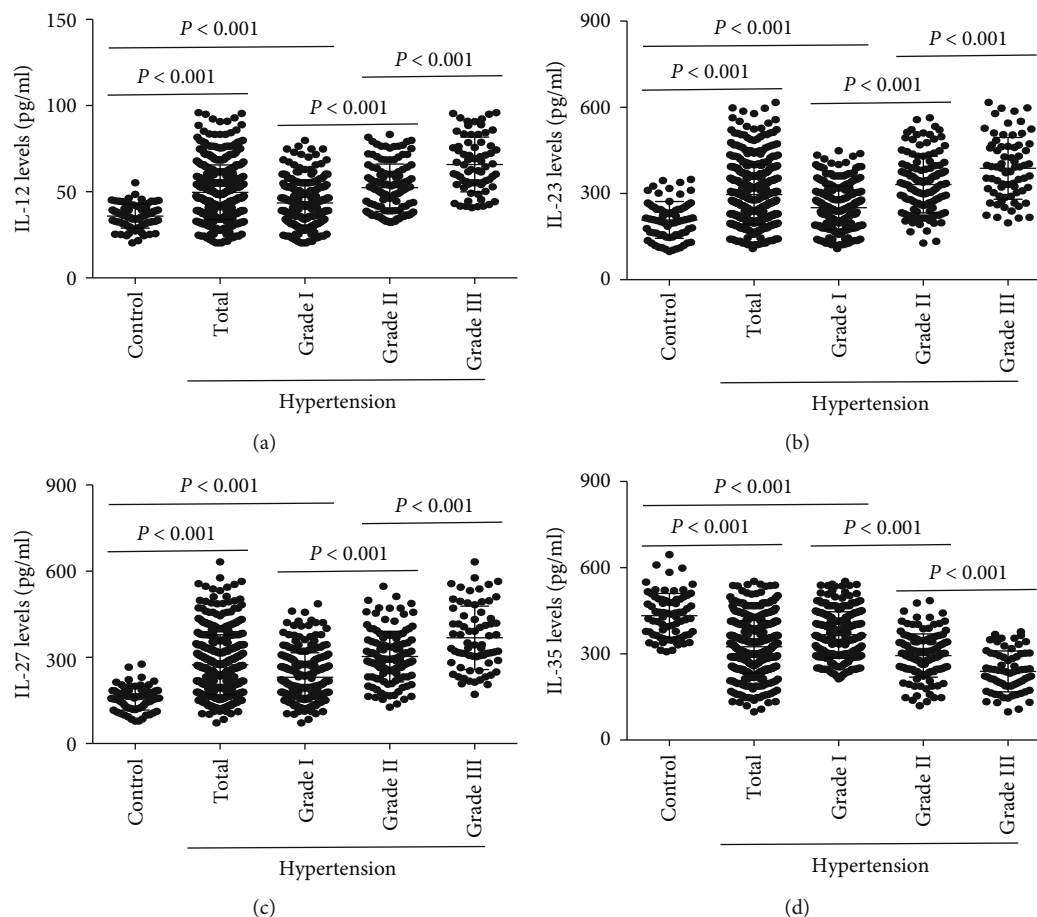 150
100
50
0
IL-12 levels (pg/ml)
P < 0.001
P < 0.001
P < 0.001
P < 0.001
Control
Total
Grade I
Grade II
Grade III
Hypertension
(a)
900
600
300
0
IL-23 levels (pg/ml)
P < 0.001
P < 0.001
P < 0.001
P < 0.001
Control
Total
Grade I
Grade II
Grade III
Hypertension
(b)
900
600
300
0
IL-27 levels (pg/ml)
P < 0.001
P < 0.001
P < 0.001
P < 0.001
Control
Total
Grade I
Grade II
Grade III
Hypertension
(c)
900
600
300
0
IL-35 levels (pg/ml)
P < 0.001
P < 0.001
P < 0.001
P < 0.001
Control
Total
Grade I
Grade II
Grade III
Hypertension
(d)